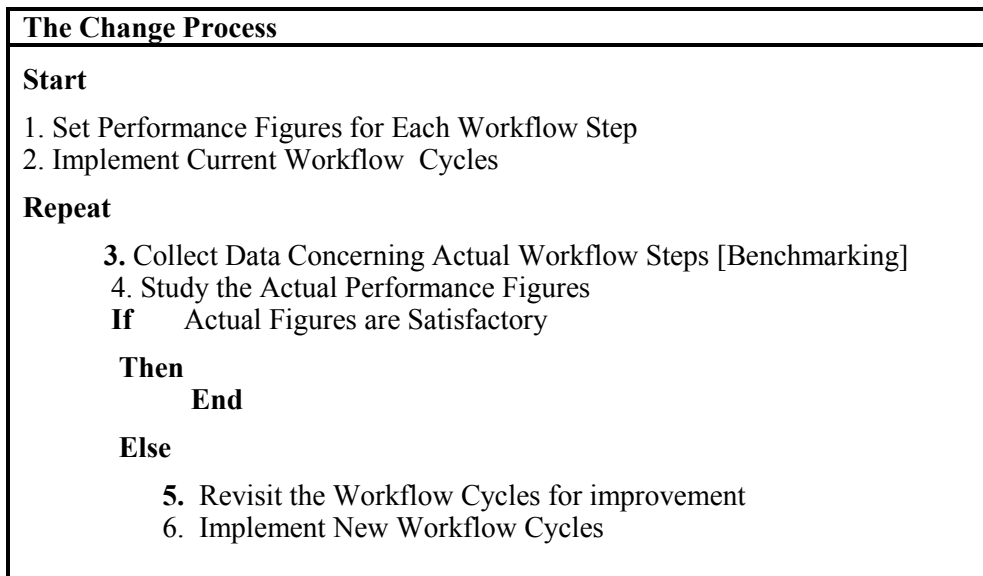 The Change Process
Start
1. Set Performance Figures for Each Workflow Step
2. Implement Current Workflow Cycles
Repeat
3. Collect Data Concerning Actual Workflow Steps [Benchmarking]
4. Study the Actual Performance Figures
If Actual Figures are Satisfactory
Then
End
Else
5. Revisit the Workflow Cycles for improvement
6. Implement New Workflow Cycles